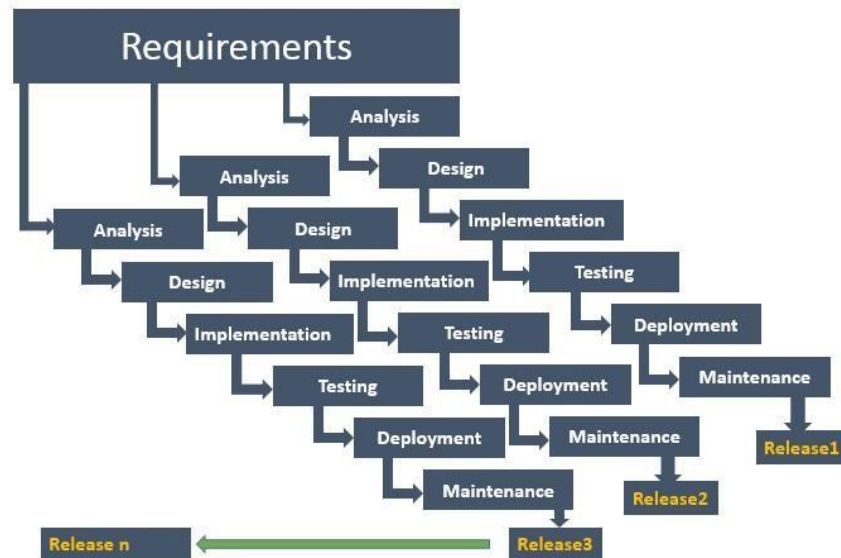 Requirements
Analysis
Design
Implementation
Testing
Deployment
Maintenance
Release1
Analysis
Design
Implementation
Testing
Deployment
Maintenance
Release2
Analysis
Design
Implementation
Testing
Deployment
Maintenance
Release3
Release n